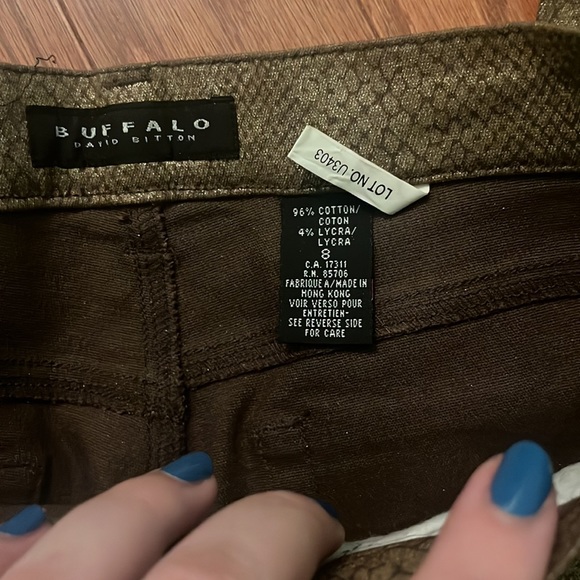 BUFFALO
DAVID BITTON
LOT NO. U3403
96% COTTON/
COTON
4% LYCRA/
LYCRA
8
C.A. 17311
R.N. 85706
FABRIQUE A/MADE IN
HONG KONG
VOIR VERSO POUR
ENTRETIEN-
SEE REVERSE SIDE
FOR CARE